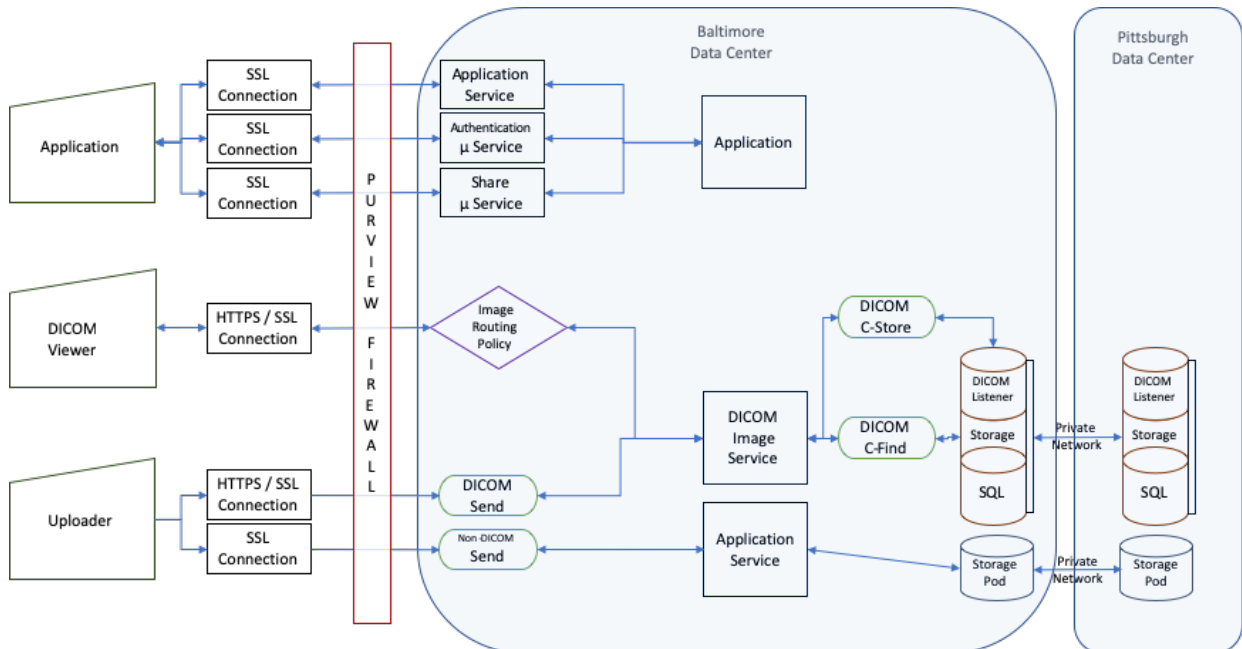 Baltimore
Data Center
Pittsburgh
Data Center
SSL
Connection
Application
Service
Application
SSL
Connection
Authentication
µ Service
Application
SSL
Connection
Share
µ Service
PURVIEW FIREWALL
DICOM
Viewer
HTTPS / SSL
Connection
Image
Routing
Policy
DICOM
C-Store
DICOM
Listener
Storage
SQL
DICOM
Image
Service
DICOM
C-Find
Private
Network
DICOM
Listener
Storage
SQL
Uploader
HTTPS / SSL
Connection
DICOM
Send
SSL
Connection
Non-DICOM
Send
Application
Service
Storage
Pod
Private
Network
Storage
Pod